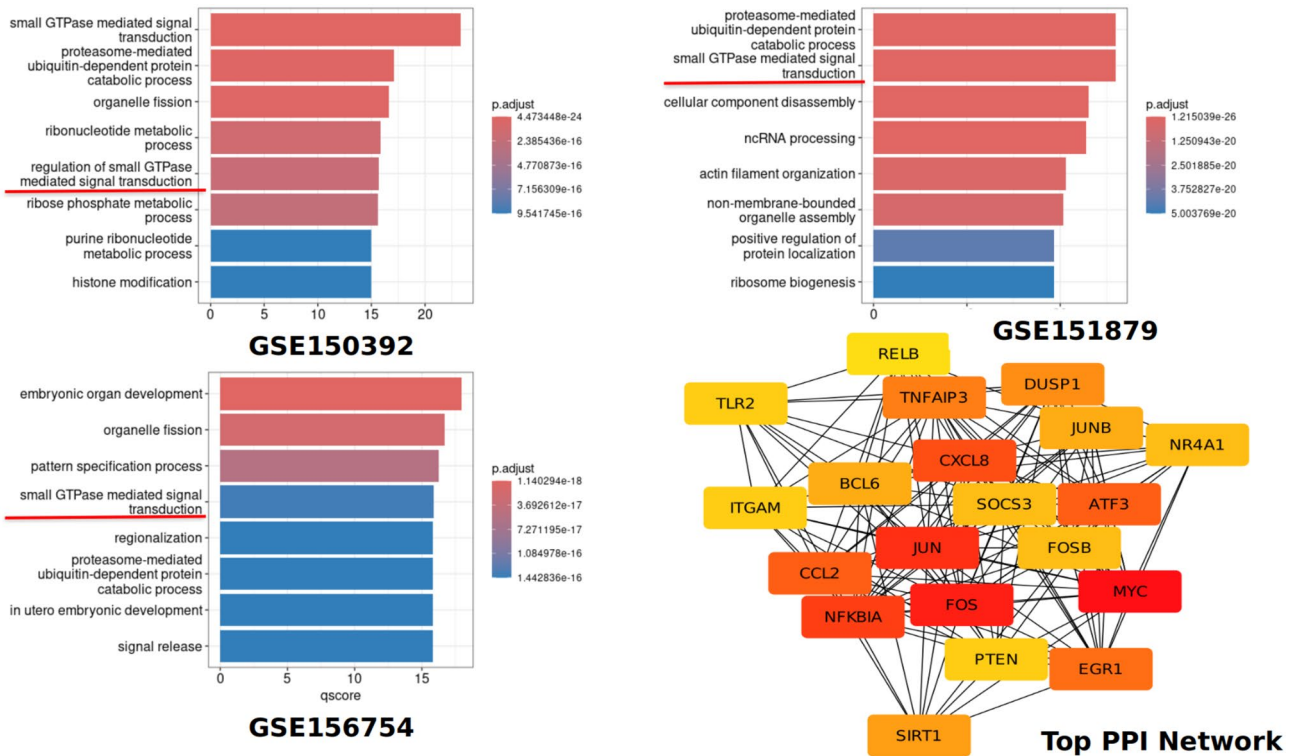 small GTPase mediated signal
transduction
proteasome-mediated
ubiquitin-dependent protein
catabolic process
organelle fission
ribonucleotide metabolic
process
regulation of small GTPase
mediated signal transduction
ribose phosphate metabolic
process
purine ribonucleotide
metabolic process
histone modification
0 5 10 15 20
p.adjust
4.473448e-24
2.385436e-16
4.770873e-16
7.156309e-16
9.541745e-16
GSE150392
proteasome-mediated
ubiquitin-dependent protein
catabolic process
small GTPase mediated signal
transduction
cellular component disassembly
ncRNA processing
actin filament organization
non-membrane-bounded
organelle assembly
positive regulation of
protein localization
ribosome biogenesis
0
p.adjust
1.215039e-26
1.250943e-20
2.501885e-20
3.752827e-20
5.003769e-20
GSE151879
embryonic organ development
organelle fission
pattern specification process
small GTPase mediated signal
transduction
regionalization
proteasome-mediated
ubiquitin-dependent protein
catabolic process
in utero embryonic development
signal release
0 5 10 15
qscore
p.adjust
1.140294e-18
3.692612e-17
7.271195e-17
1.084978e-16
1.442836e-16
GSE156754
RELB
TLR2
TNFAIP3
DUSP1
JUNB
NR4A1
CXCL8
BCL6
ITGAM
SOCS3
ATF3
JUN
FOSB
CCL2
MYC
NFKBIA
FOS
PTEN
EGR1
SIRT1
Top PPI Network